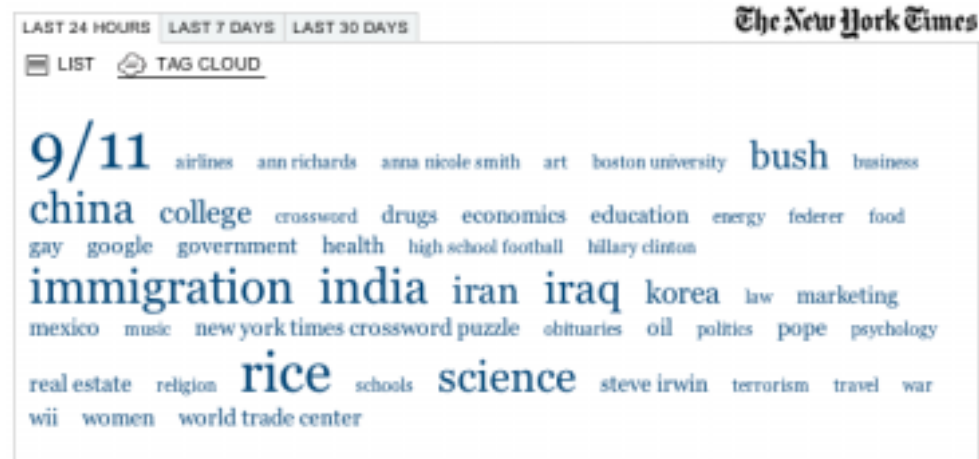 LAST 24 HOURS LAST 7 DAYS LAST 30 DAYS The New York Times
LIST TAG CLOUD
9/11 airlines ann richards anna nicole smith art boston university bush business
china college crossword drugs economics education energy federer food
gay google government health high school football hillary clinton
immigration india iran iraq korea law marketing
mexico music new york times crossword puzzle obituaries oil politics pope psychology
real estate religion rice schools science steve irwin terrorism travel war
wii women world trade center